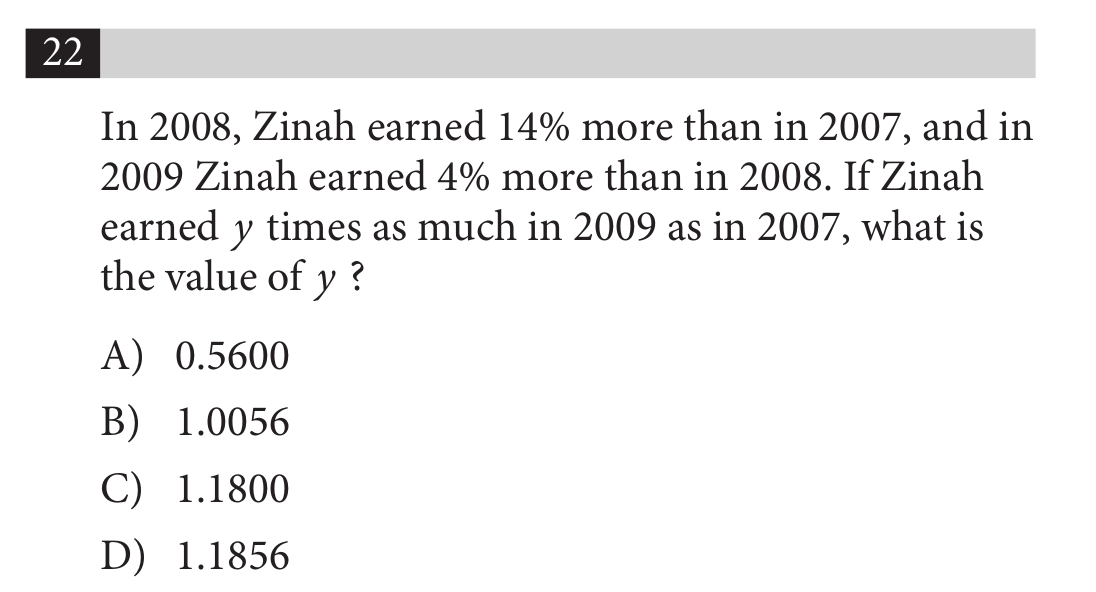 22
In 2008, Zinah earned 14% more than in 2007, and in
2009 Zinah earned 4% more than in 2008. If Zinah
earned y times as much in 2009 as in 2007, what is
the value of y ?
A) 0.5600
B) 1.0056
C) 1.1800
D) 1.1856